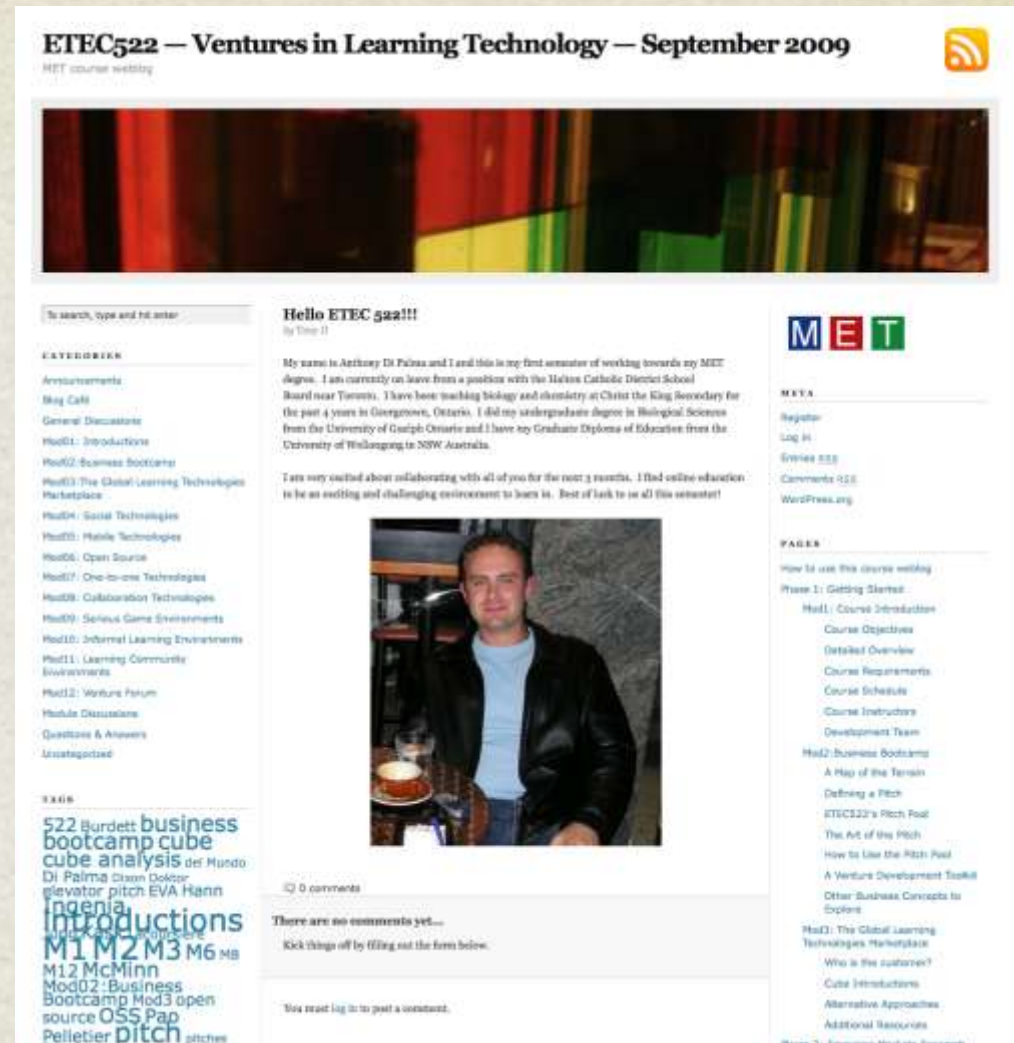 ETEC522 — Ventures in Learning Technology — September 2009
MET course weblog
To search, type and hit enter
CATEGORIES
Announcements
Blog Café
General Discussions
Mod01: Introductions
Mod02:Business Bootcamp
Mod03:The Global Learning Technologies
Marketplace
Mod04: Social Technologies
Mod05: Mobile Technologies
Mod06: Open Source
Mod07: One-to-one Technologies
Mod08: Collaboration Technologies
Mod09: Serious Game Environments
Mod10: Informal Learning Environments
Mod11: Learning Community
Environments
Mod12: Venture Forum
Module Discussions
Questions & Answers
Uncategorized
TAGS
522 Burdett business
bootcamp cube
cube analysis del Mundo
Di Palma Dixon Doktor
elevator pitch EVA Hann
Ingenia
Introductions
M1 M2 M3 M6 M8
M12 McMinn
Mod02:Business
Bootcamp Mod3 open
source OSS Pap
Pelletier pitch pitches
Hello ETEC 522!!!
by
My name is Anthony Di Palma and I and this is my first semester of working towards my MET
degree. I am currently on leave from a position with the Halton Catholic District School
Board near Toronto. I have been teaching biology and chemistry at Christ the King Secondary for
the past 4 years in Georgetown, Ontario. I did my undergraduate degree in Biological Sciences
from the University of Guelph Ontario and I have my Graduate Diploma of Education from the
University of Wollongong in NSW Australia.
I am very excited about collaborating with all of you for the next 3 months. I find online education
to be an exciting and challenging environment to learn in. Best of luck to us all this semester!
0 comments
There are no comments yet...
Kick things off by filling out the form below.
You must log in to post a comment.
MET
META
Register
Log in
Entries RSS
Comments RSS
WordPress.org
PAGES
How to use this course weblog
Phase 1: Getting Started
Mod1: Course Introduction
Course Objectives
Detailed Overview
Course Requirements
Course Schedule
Course Instructors
Development Team
Mod2:Business Bootcamp
A Map of the Terrain
Defining a Pitch
ETEC522's Pitch Pool
The Art of the Pitch
How to Use the Pitch Pool
A Venture Development Toolkit
Other Business Concepts to
Explore
Mod3: The Global Learning
Technologies Marketplace
Who is the customer?
Cube Introductions
Alternative Approaches
Additional Resources